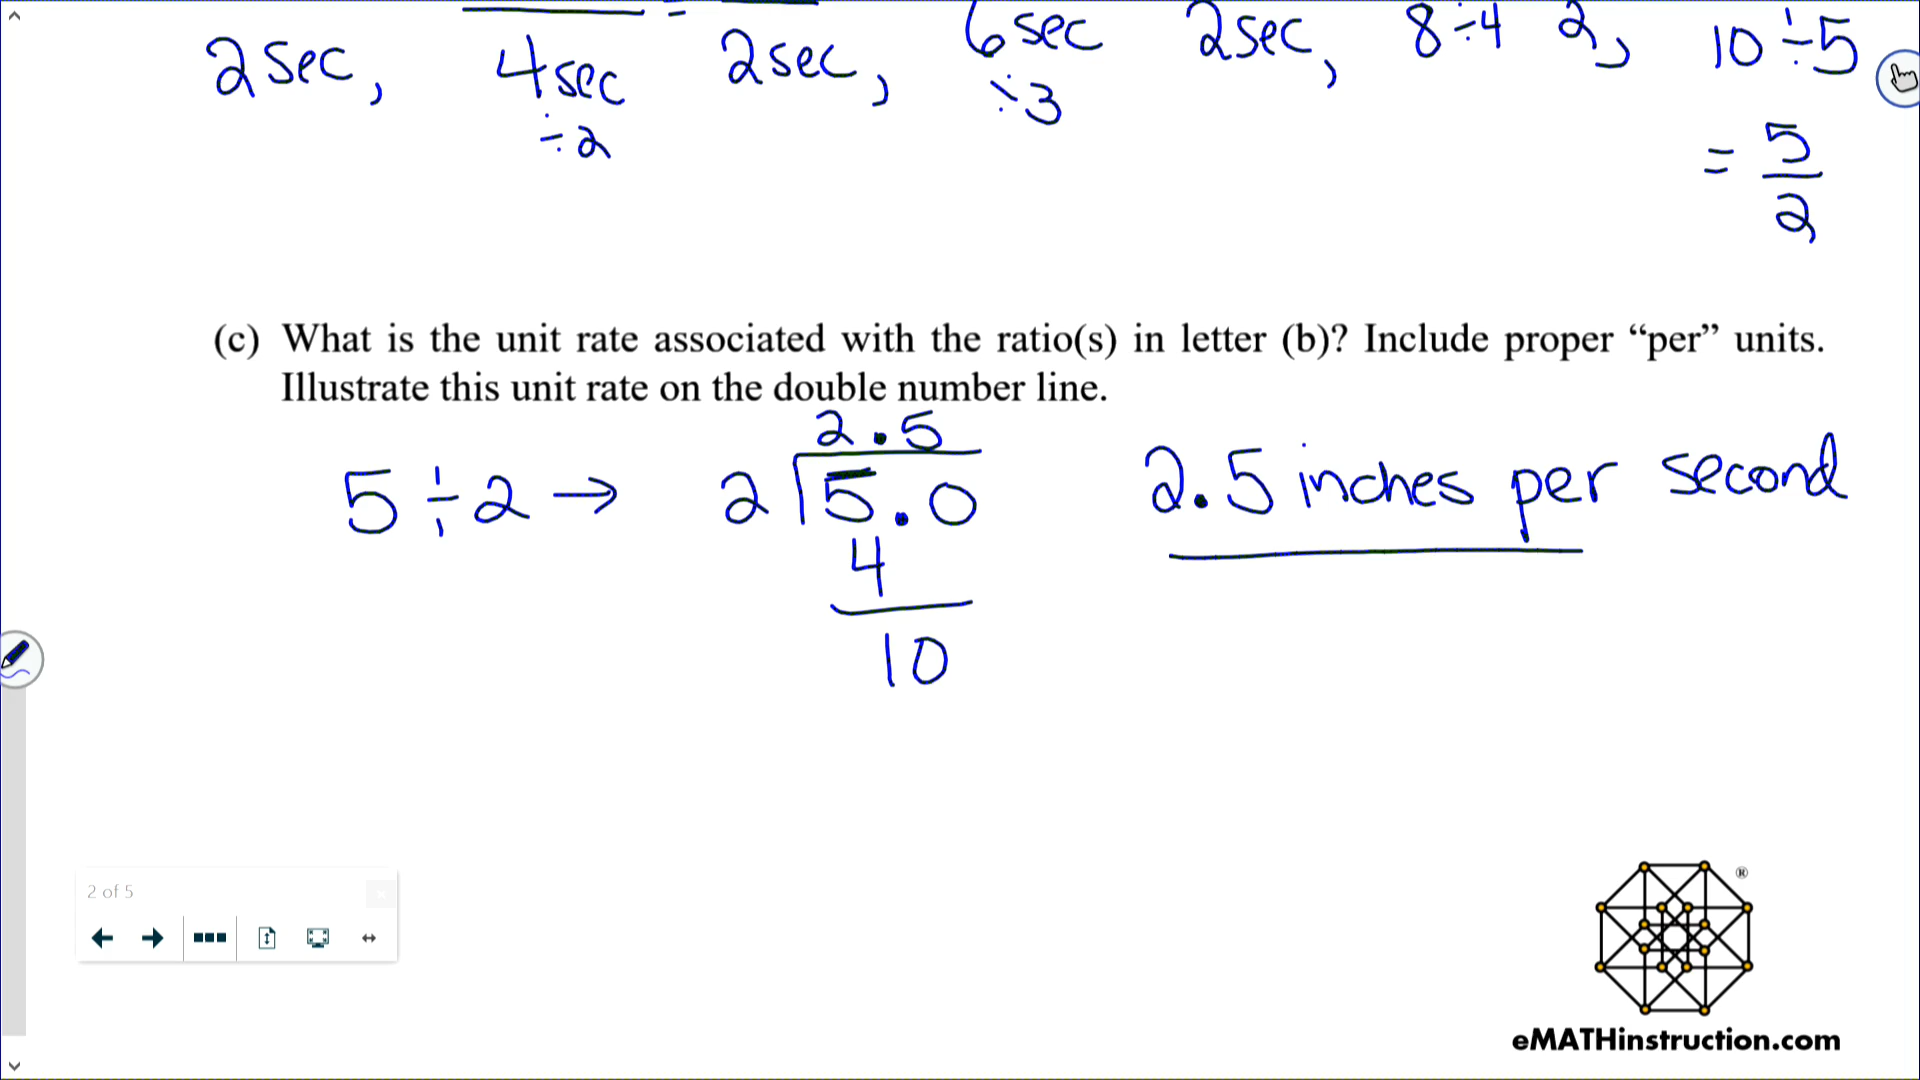 2 sec, 4 sec = 2 sec, 6 sec 2 sec, 8 ÷ 4 2, 10 ÷ 5
÷ 2 ÷ 3
= 5/2
(c) What is the unit rate associated with the ratio(s) in letter (b)? Include proper “per” units.
Illustrate this unit rate on the double number line.
2.5
5 ÷ 2 → 2 5.0 2.5 inches per second
4
10
2 of 5
®
eMATHinstruction.com